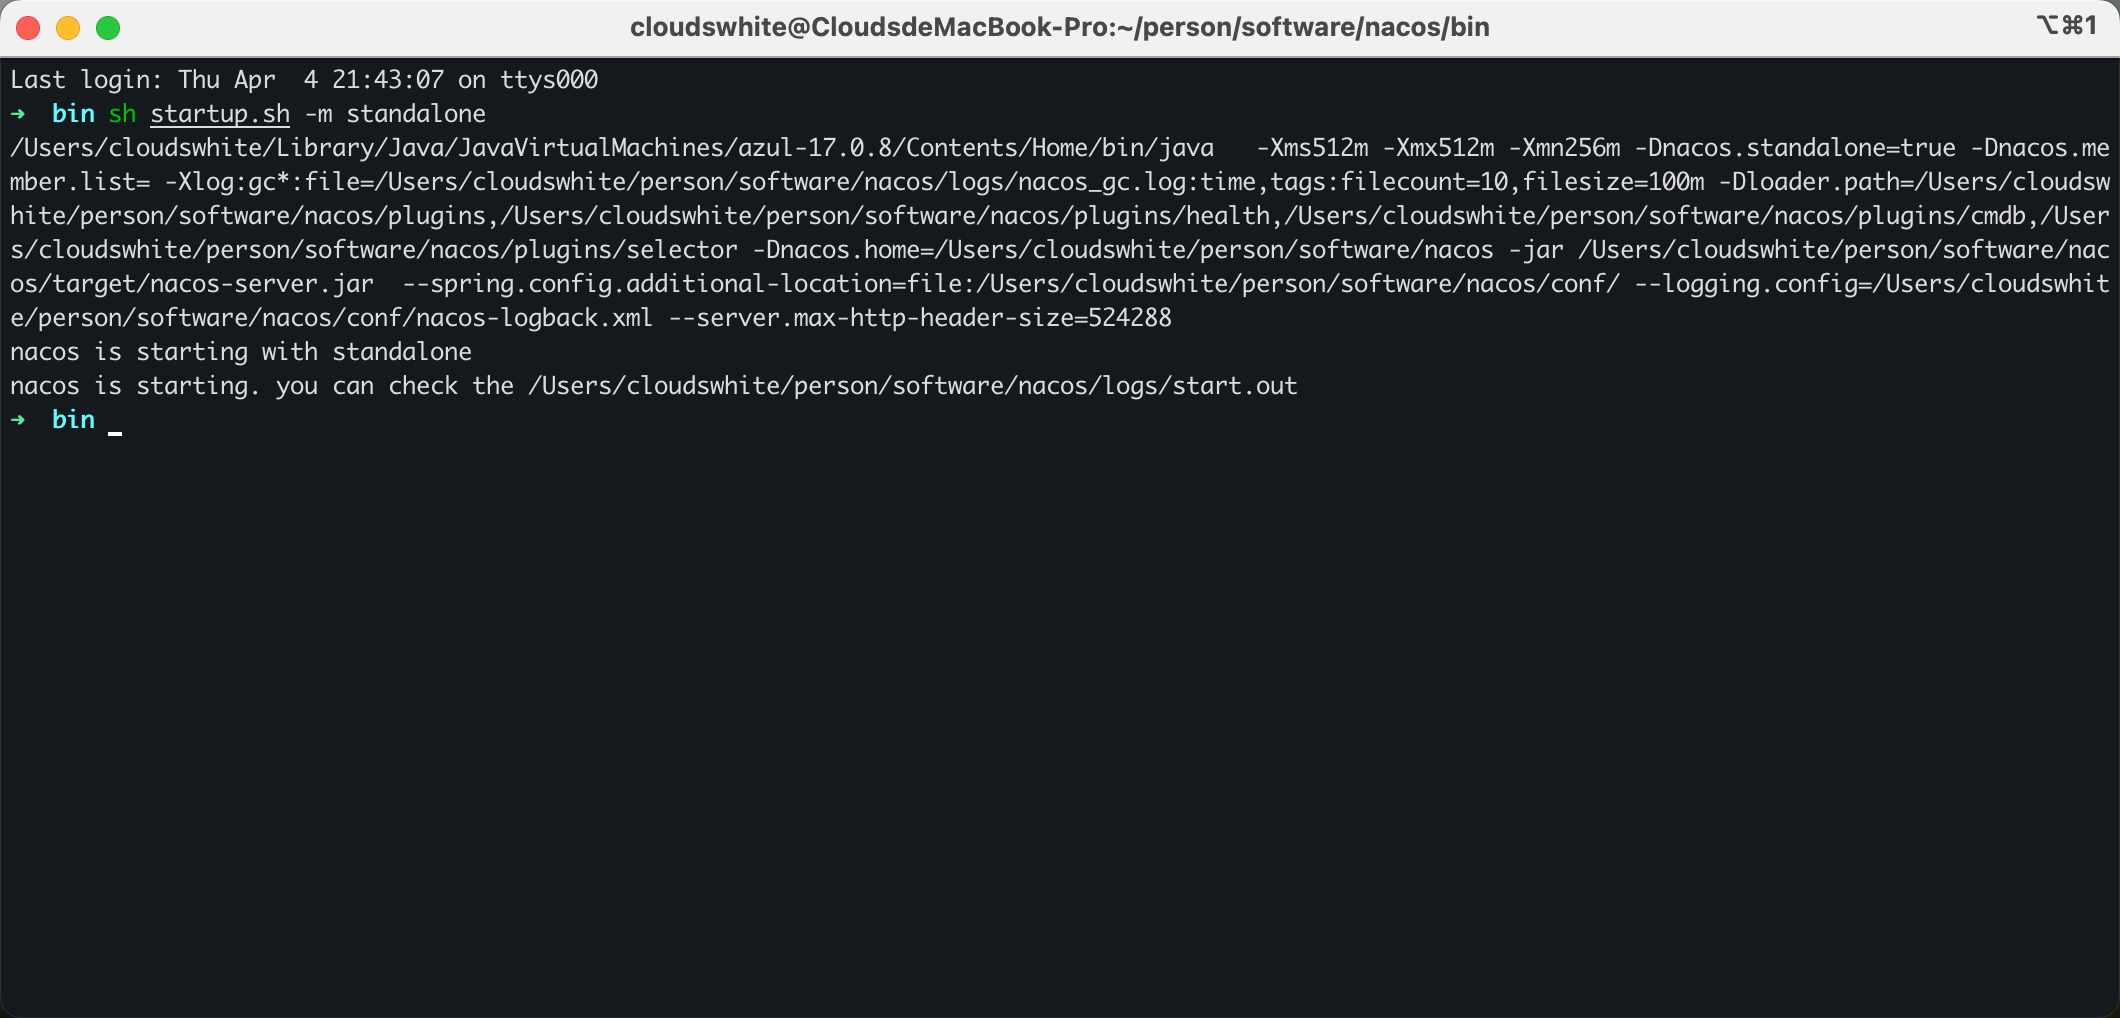 cloudswhite@CloudsdeMacBook-Pro:~/person/software/nacos/bin
⌥⌘1
Last login: Thu Apr  4 21:43:07 on ttys000
➜  bin sh startup.sh -m standalone
/Users/cloudswhite/Library/Java/JavaVirtualMachines/azul-17.0.8/Contents/Home/bin/java   -Xms512m -Xmx512m -Xmn256m -Dnacos.standalone=true -Dnacos.me
mber.list= -Xlog:gc*:file=/Users/cloudswhite/person/software/nacos/logs/nacos_gc.log:time,tags:filecount=10,filesize=100m -Dloader.path=/Users/cloudsw
hite/person/software/nacos/plugins,/Users/cloudswhite/person/software/nacos/plugins/health,/Users/cloudswhite/person/software/nacos/plugins/cmdb,/User
s/cloudswhite/person/software/nacos/plugins/selector -Dnacos.home=/Users/cloudswhite/person/software/nacos -jar /Users/cloudswhite/person/software/nac
os/target/nacos-server.jar  --spring.config.additional-location=file:/Users/cloudswhite/person/software/nacos/conf/ --logging.config=/Users/cloudswhit
e/person/software/nacos/conf/nacos-logback.xml --server.max-http-header-size=524288
nacos is starting with standalone
nacos is starting. you can check the /Users/cloudswhite/person/software/nacos/logs/start.out
➜  bin _